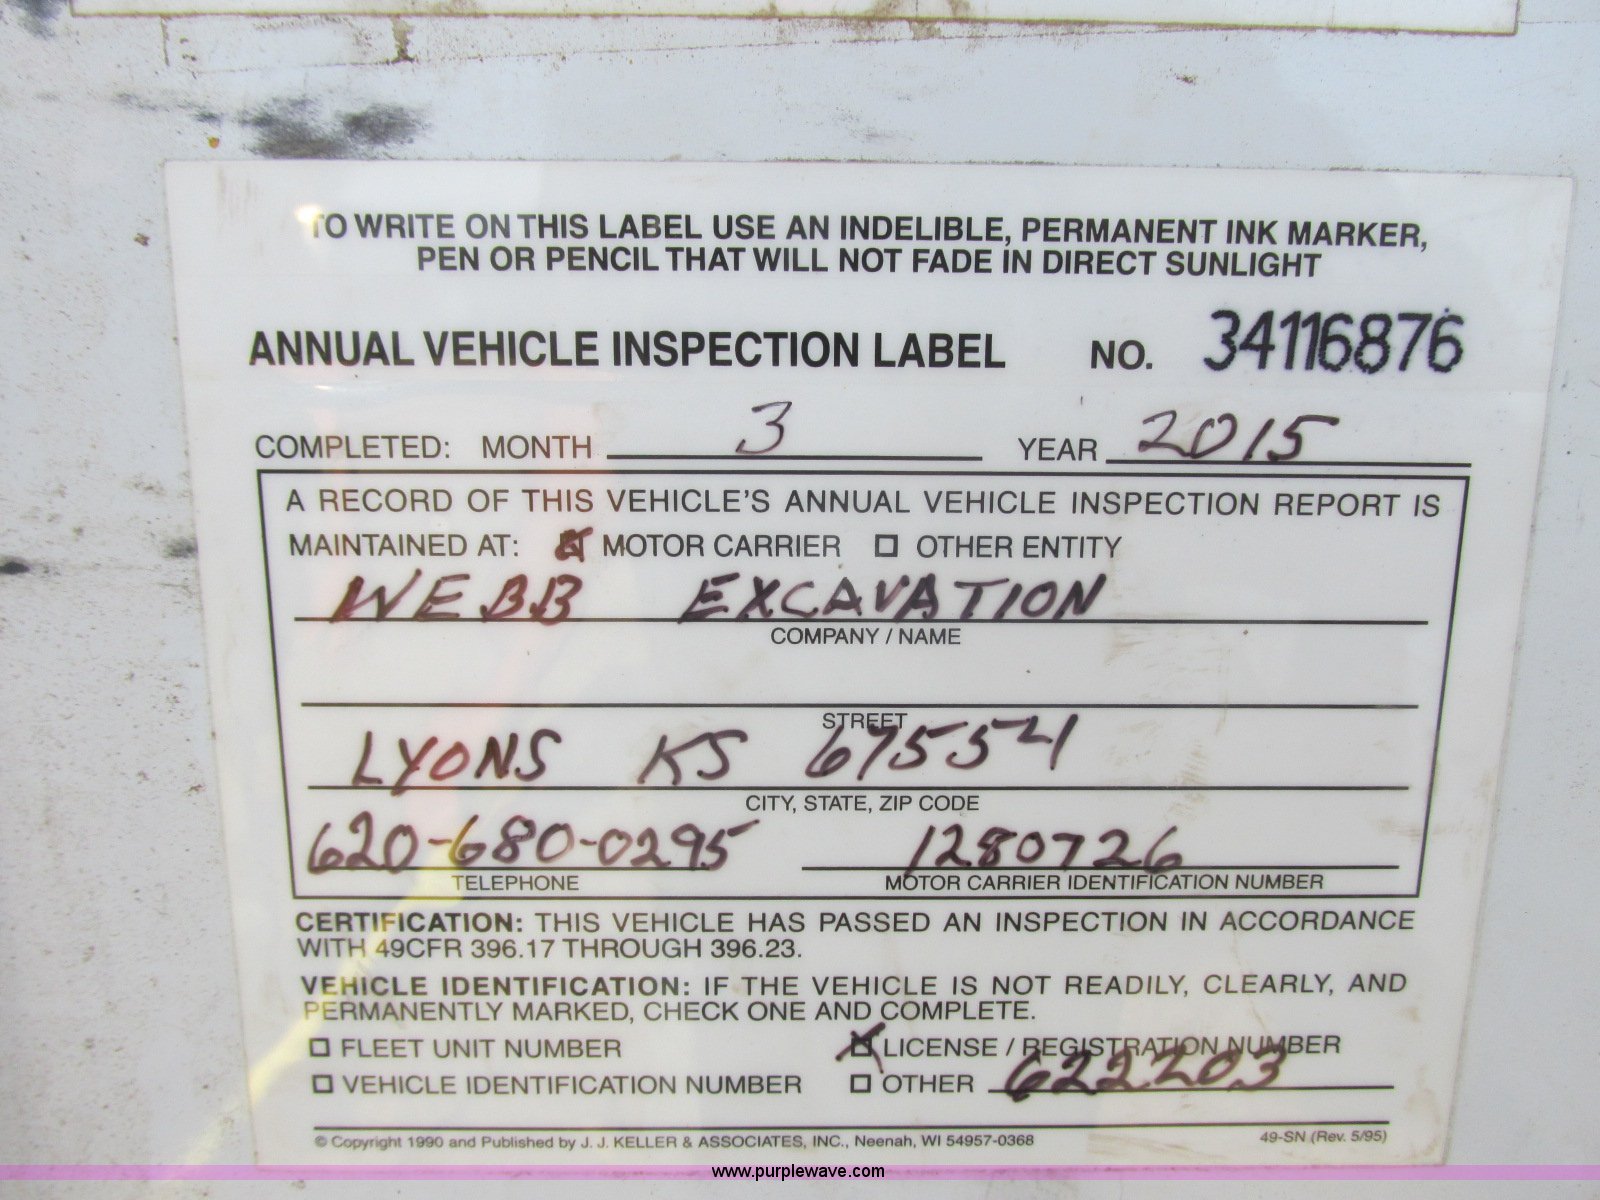 TO WRITE ON THIS LABEL USE AN INDELIBLE, PERMANENT INK MARKER,
PEN OR PENCIL THAT WILL NOT FADE IN DIRECT SUNLIGHT
ANNUAL VEHICLE INSPECTION LABEL NO. 34116876
COMPLETED: MONTH 3 YEAR 2015
A RECORD OF THIS VEHICLE'S ANNUAL VEHICLE INSPECTION REPORT IS
MAINTAINED AT: MOTOR CARRIER OTHER ENTITY
WEBB EXCAVATION
COMPANY / NAME
STREET
LYONS KS 67554
CITY, STATE, ZIP CODE
620-680-0295 1280726
TELEPHONE MOTOR CARRIER IDENTIFICATION NUMBER
CERTIFICATION: THIS VEHICLE HAS PASSED AN INSPECTION IN ACCORDANCE
WITH 49CFR 396.17 THROUGH 396.23.
VEHICLE IDENTIFICATION: IF THE VEHICLE IS NOT READILY, CLEARLY, AND
PERMANENTLY MARKED, CHECK ONE AND COMPLETE.
FLEET UNIT NUMBER LICENSE / REGISTRATION NUMBER
VEHICLE IDENTIFICATION NUMBER OTHER 622203
© Copyright 1990 and Published by J. J. KELLER & ASSOCIATES, INC., Neenah, WI 54957-0368 49-SN (Rev. 5/95)
www.purplewave.com